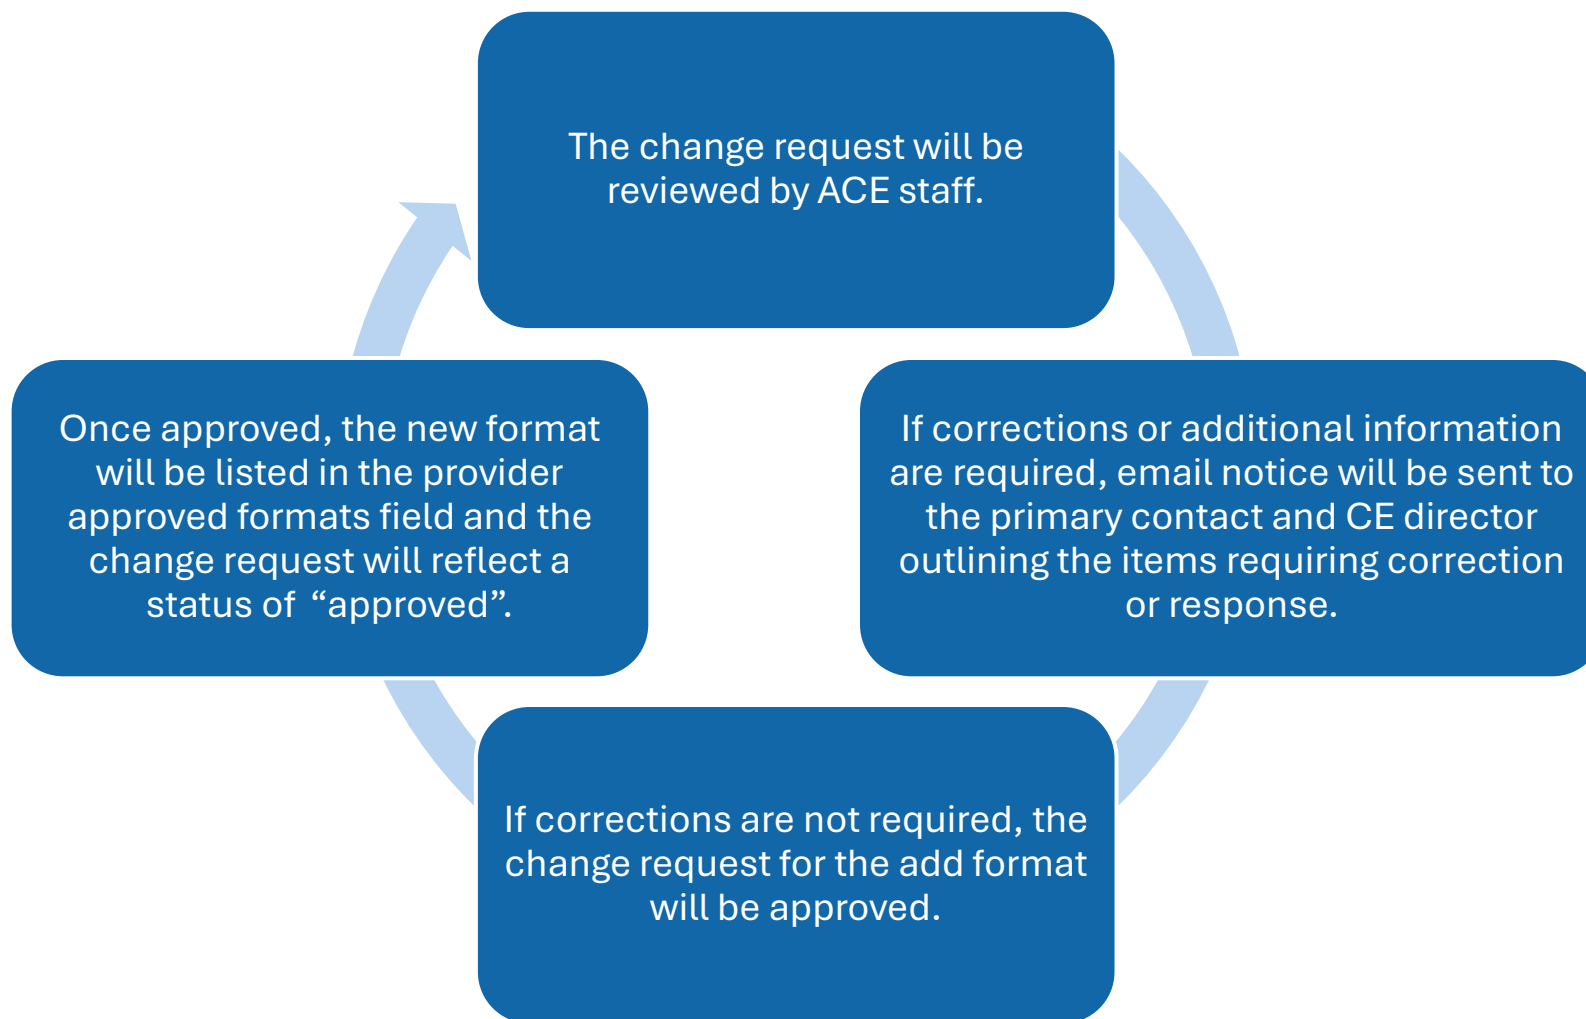 The change request will be
reviewed by ACE staff.
If corrections or additional information
are required, email notice will be sent to
the primary contact and CE director
outlining the items requiring correction
or response.
If corrections are not required, the
change request for the add format
will be approved.
Once approved, the new format
will be listed in the provider
approved formats field and the
change request will reflect a
status of  “approved”.